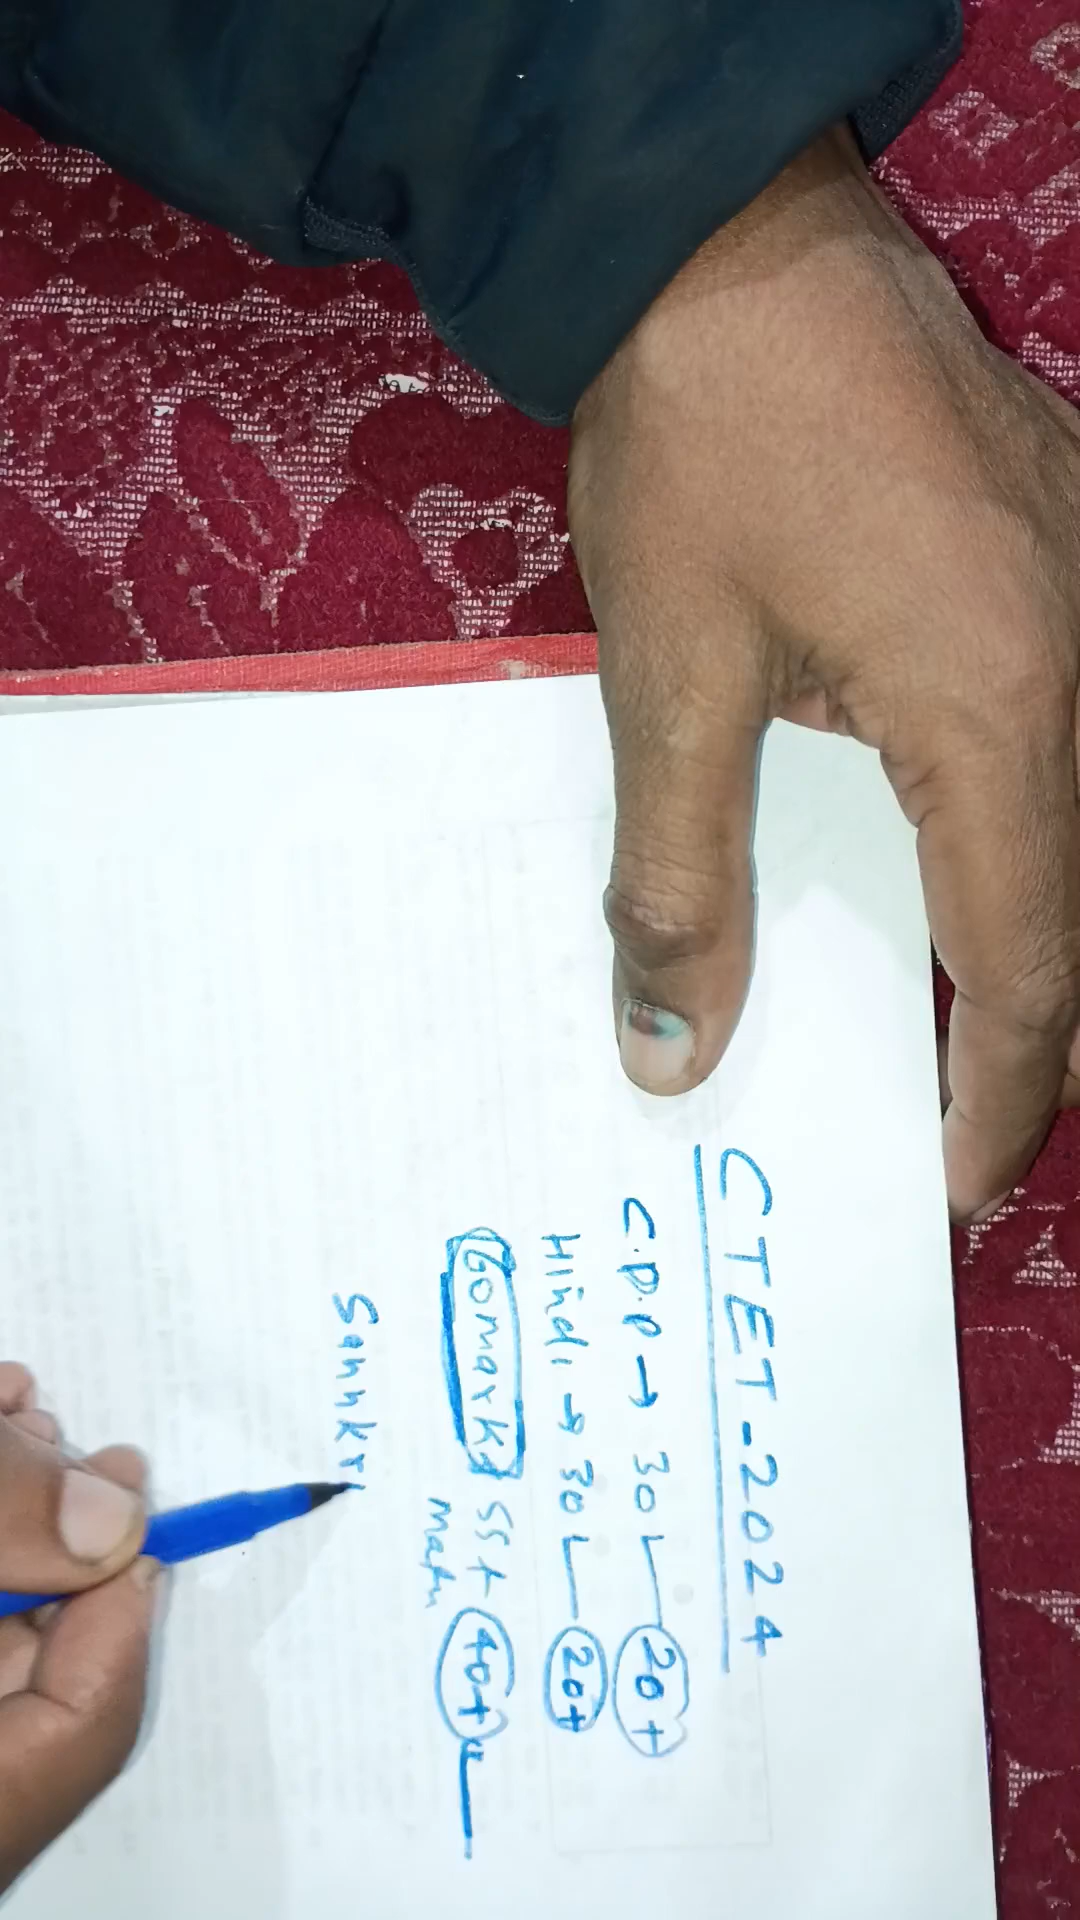 CTET-2024
C.D.P → 30 20+
Hindi → 30 20+
60 marks SST 40+
Math
Sanskri